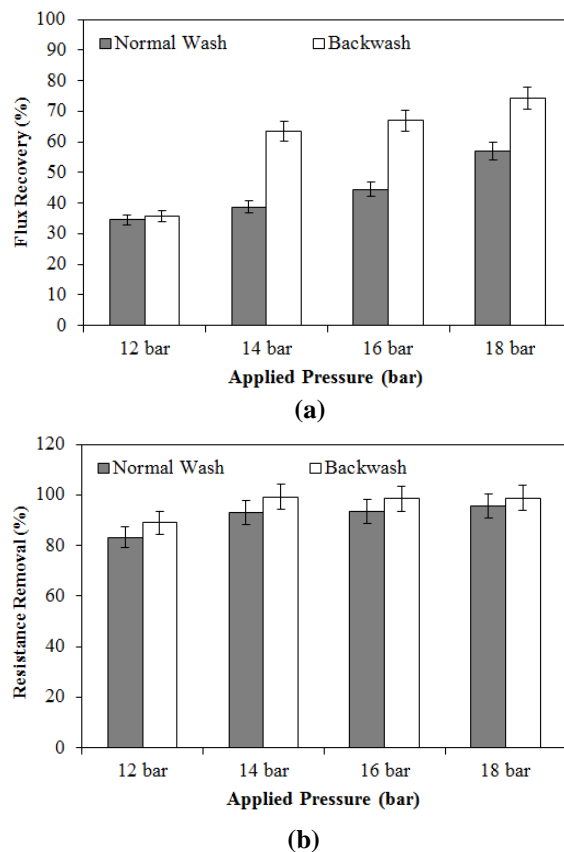 100
90
80
70
60
50
40
30
20
10
0
Flux Recovery (%)
Normal Wash Backwash
12 bar 14 bar 16 bar 18 bar
Applied Pressure (bar)
(a)
120
100
80
60
40
20
0
Resistance Removal (%)
Normal Wash Backwash
12 bar 14 bar 16 bar 18 bar
Applied Pressure (bar)
(b)